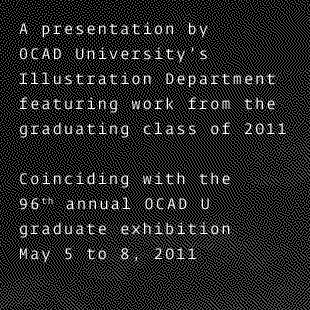 A presentation by
OCAD University's
Illustration Department
featuring work from the
graduating class of 2011
Coinciding with the
96th annual OCAD U
graduate exhibition
May 5 to 8, 2011